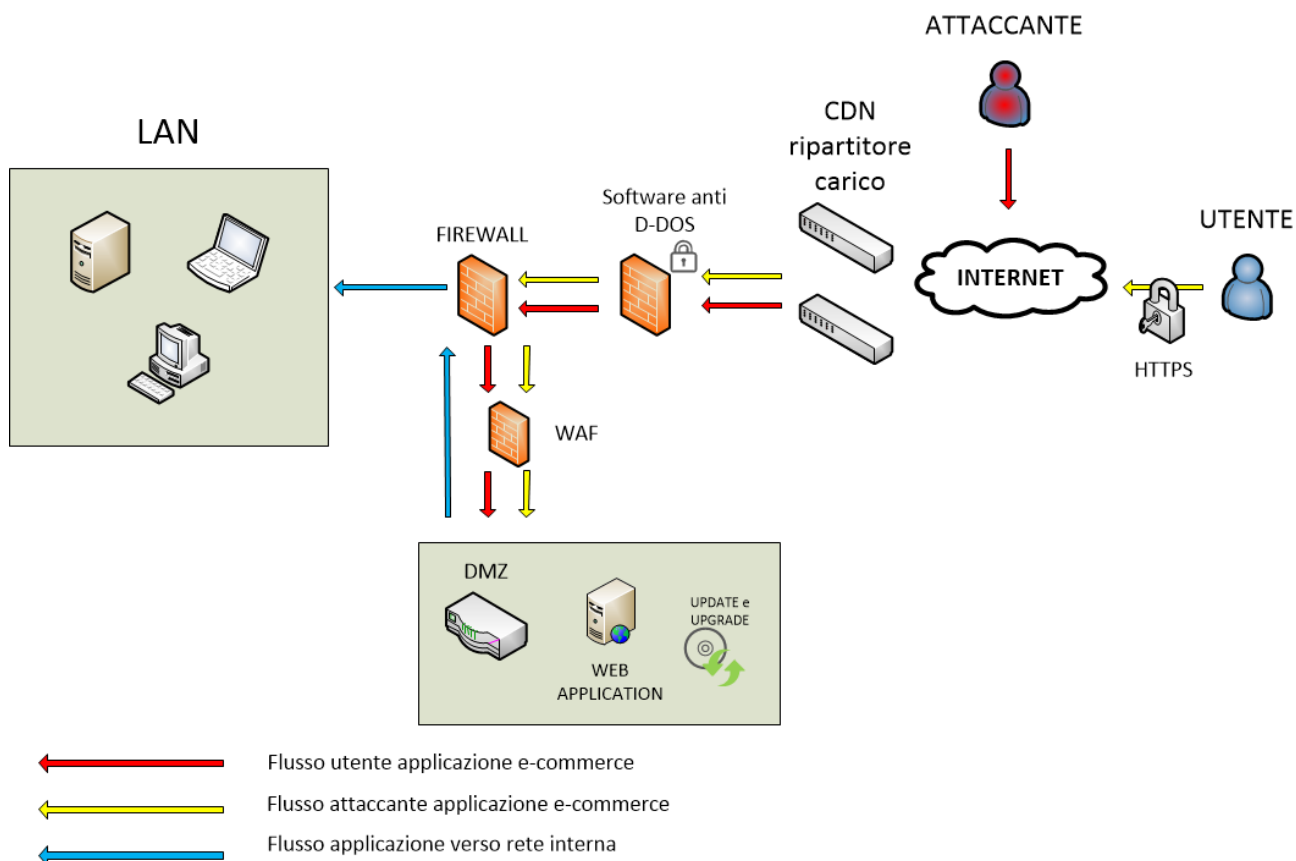 ATTACCANTE
CDN
ripartitore
carico
LAN
Software anti
D-DOS
UTENTE
FIREWALL
INTERNET
HTTPS
WAF
DMZ
UPDATE e
UPGRADE
WEB
APPLICATION
Flusso utente applicazione e-commerce
Flusso attaccante applicazione e-commerce
Flusso applicazione verso rete interna